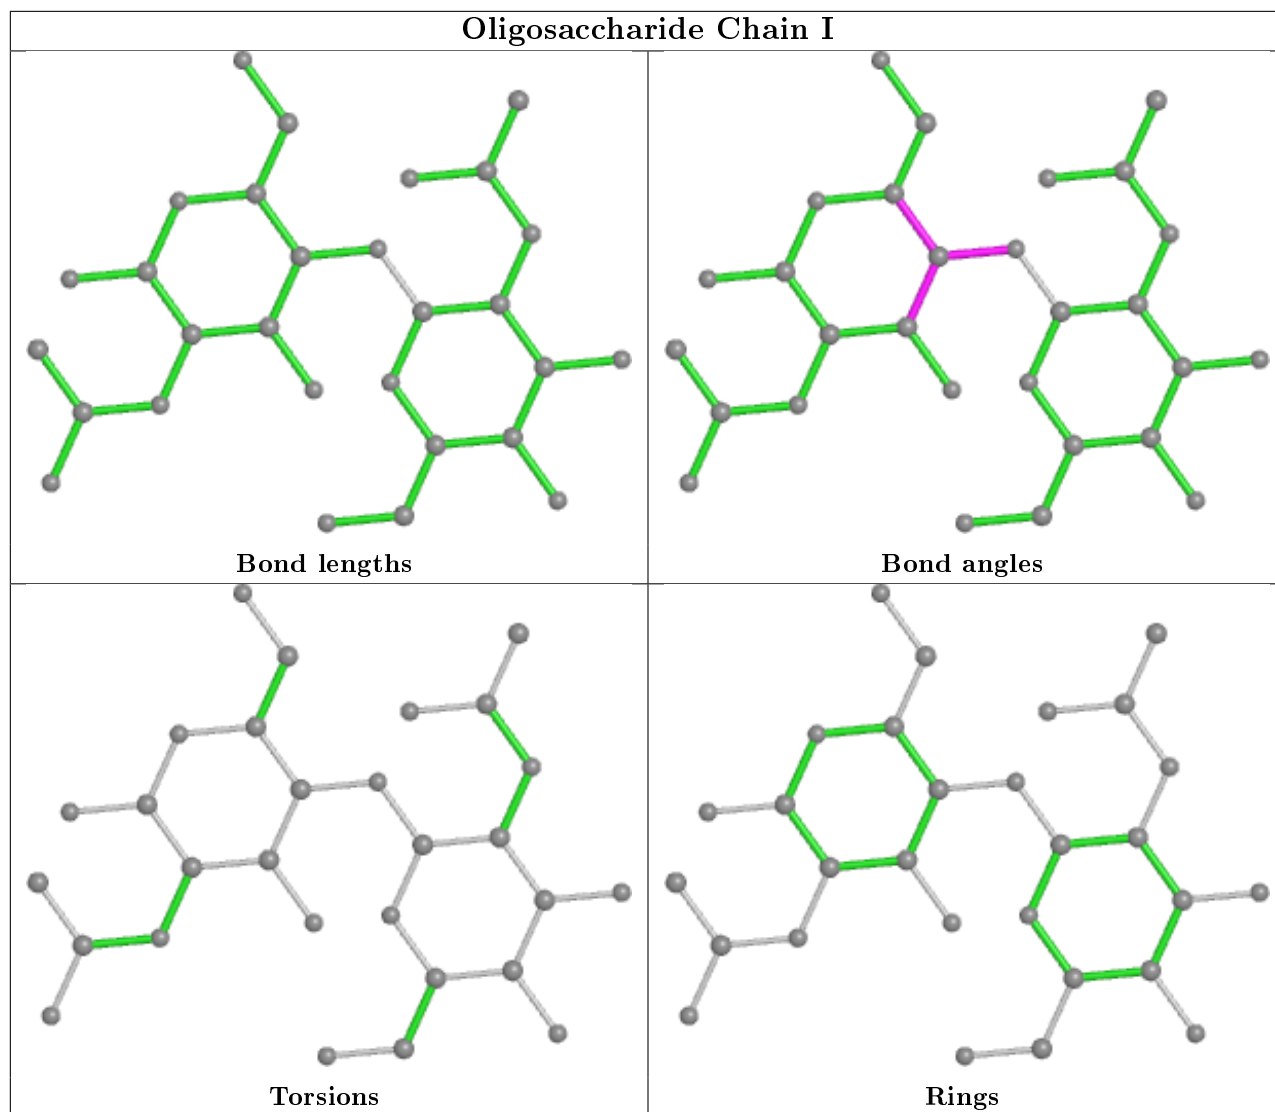 Oligosaccharide Chain I
Bond lengths
Bond angles
Torsions
Rings